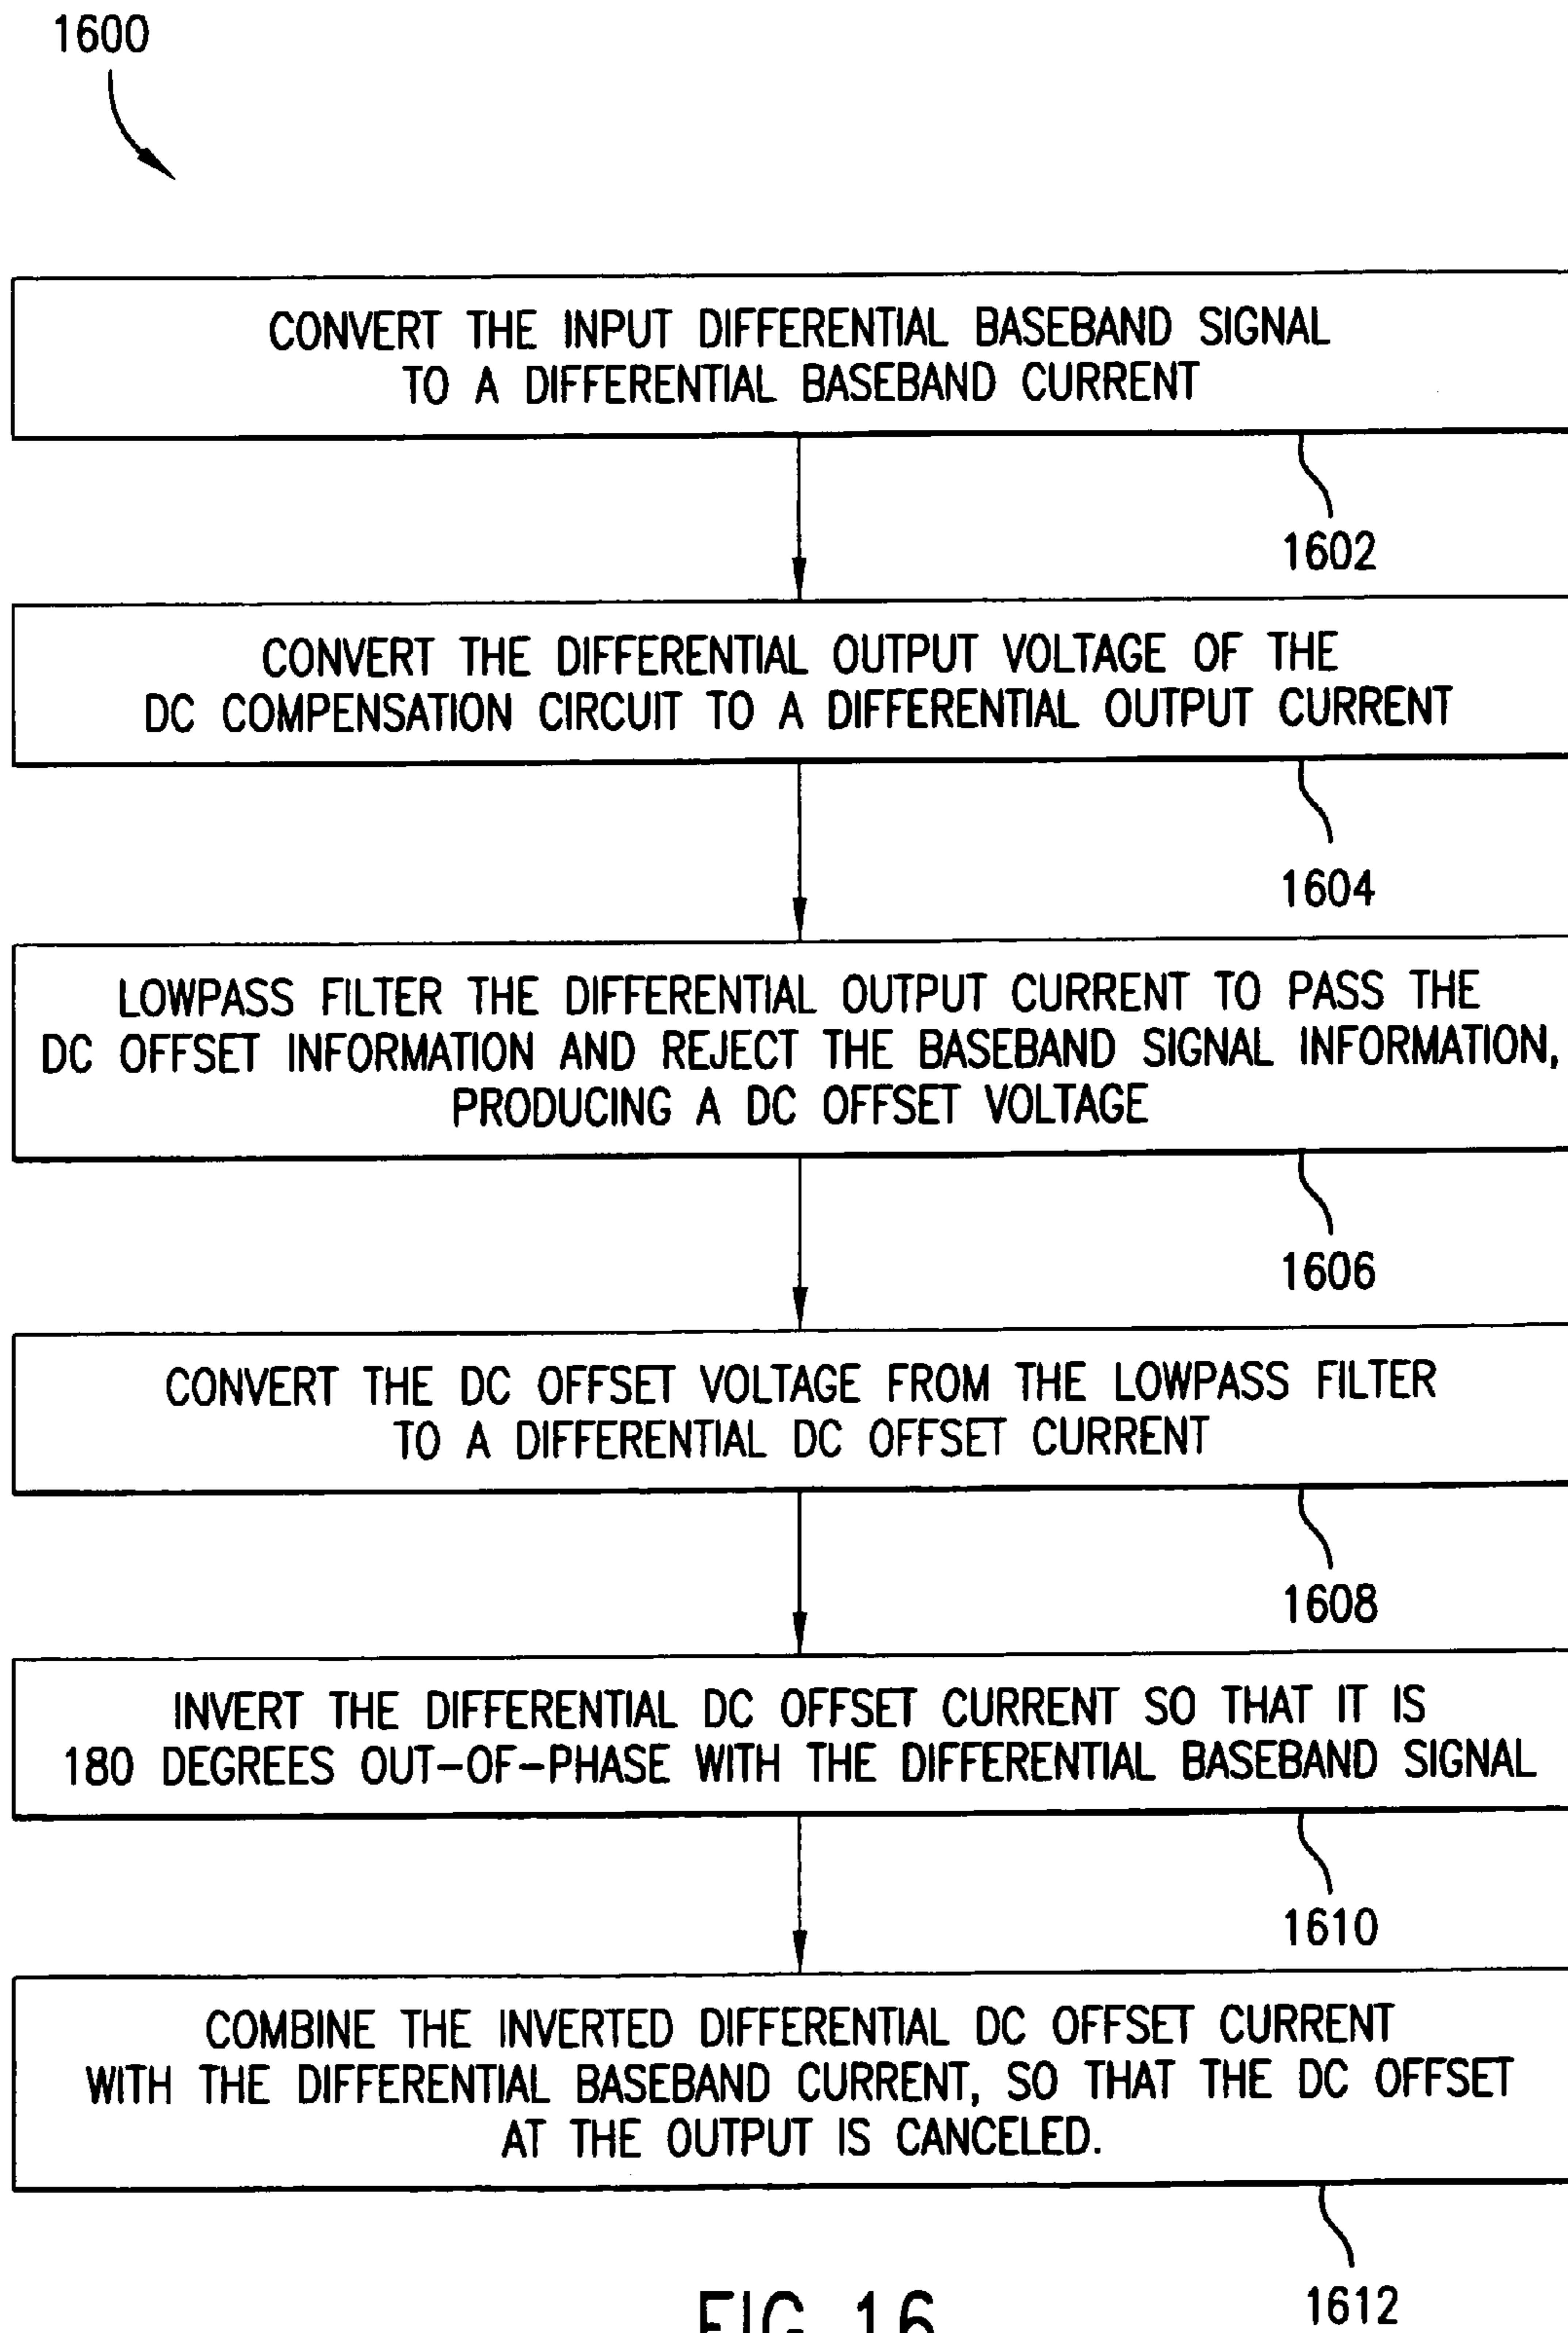 1600
CONVERT THE INPUT DIFFERENTIAL BASEBAND SIGNAL
TO A DIFFERENTIAL BASEBAND CURRENT
1602
CONVERT THE DIFFERENTIAL OUTPUT VOLTAGE OF THE
DC COMPENSATION CIRCUIT TO A DIFFERENTIAL OUTPUT CURRENT
1604
LOWPASS FILTER THE DIFFERENTIAL OUTPUT CURRENT TO PASS THE
DC OFFSET INFORMATION AND REJECT THE BASEBAND SIGNAL INFORMATION,
PRODUCING A DC OFFSET VOLTAGE
1606
CONVERT THE DC OFFSET VOLTAGE FROM THE LOWPASS FILTER
TO A DIFFERENTIAL DC OFFSET CURRENT
1608
INVERT THE DIFFERENTIAL DC OFFSET CURRENT SO THAT IT IS
180 DEGREES OUT-OF-PHASE WITH THE DIFFERENTIAL BASEBAND SIGNAL
1610
COMBINE THE INVERTED DIFFERENTIAL DC OFFSET CURRENT
WITH THE DIFFERENTIAL BASEBAND CURRENT, SO THAT THE DC OFFSET
AT THE OUTPUT IS CANCELED.
1612
FIG. 16